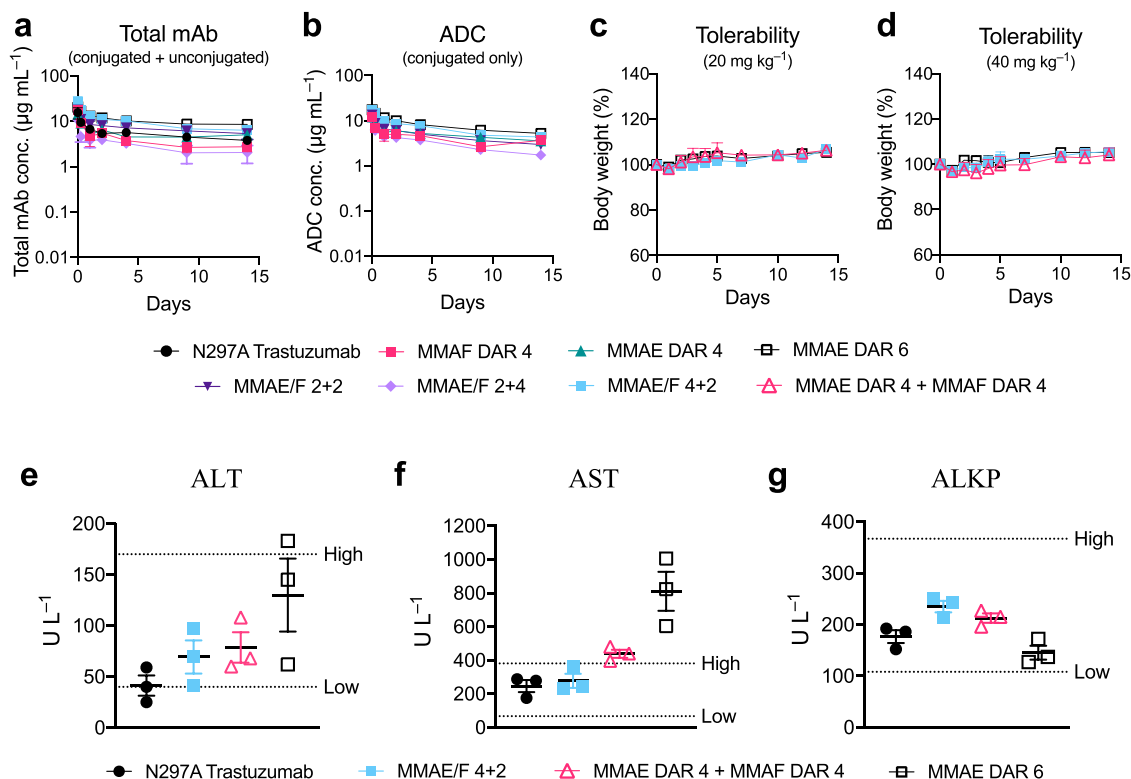 a
Total mAb
(conjugated + unconjugated)
Total mAb conc. (µg mL⁻¹)
100
10
1
0.1
0.01
0 5 10 15
Days
b
ADC
(conjugated only)
ADC conc. (µg mL⁻¹)
100
10
1
0.1
0.01
0 5 10 15
Days
c
Tolerability
(20 mg kg⁻¹)
Body weight (%)
140
120
100
80
60
0 5 10 15
Days
d
Tolerability
(40 mg kg⁻¹)
Body weight (%)
140
120
100
80
60
0 5 10 15
Days
N297A Trastuzumab MMAF DAR 4 MMAE DAR 4 MMAE DAR 6
MMAE/F 2+2 MMAE/F 2+4 MMAE/F 4+2 MMAE DAR 4 + MMAF DAR 4
e
ALT
U L⁻¹
200
150
100
50
0
High
Low
f
AST
U L⁻¹
1200
1000
800
600
400
200
0
High
Low
g
ALKP
U L⁻¹
400
300
200
100
0
High
Low
N297A Trastuzumab MMAE/F 4+2 MMAE DAR 4 + MMAF DAR 4 MMAE DAR 6